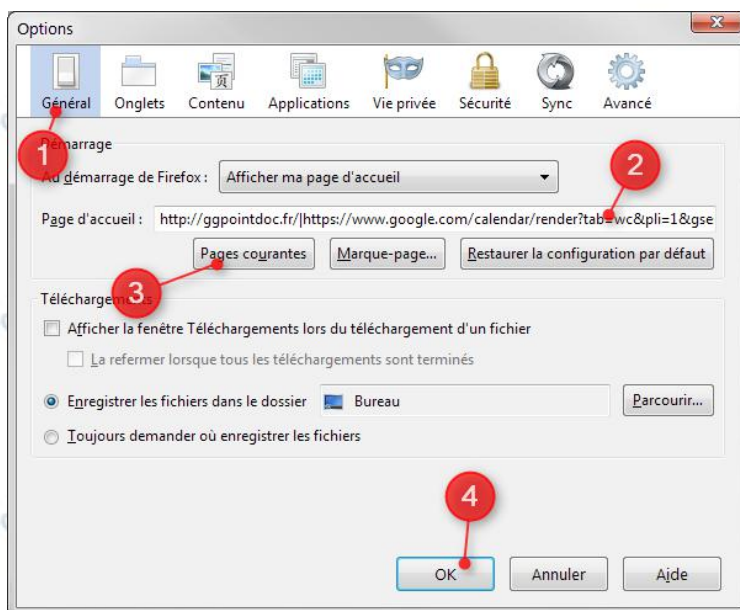 Options
x
Général Onglets Contenu Applications Vie privée Sécurité Sync Avancé
1
Démarrage
Au démarrage de Firefox : Afficher ma page d'accueil
2
Page d'accueil : http://ggpointdoc.fr/|https://www.google.com/calendar/render?tab=wc&pli=1&gse
Pages courantes Marque-page... Restaurer la configuration par défaut
3
Téléchargements
Afficher la fenêtre Téléchargements lors du téléchargement d'un fichier
La refermer lorsque tous les téléchargements sont terminés
Enregistrer les fichiers dans le dossier Bureau Parcourir...
Toujours demander où enregistrer les fichiers
4
OK Annuler Aide